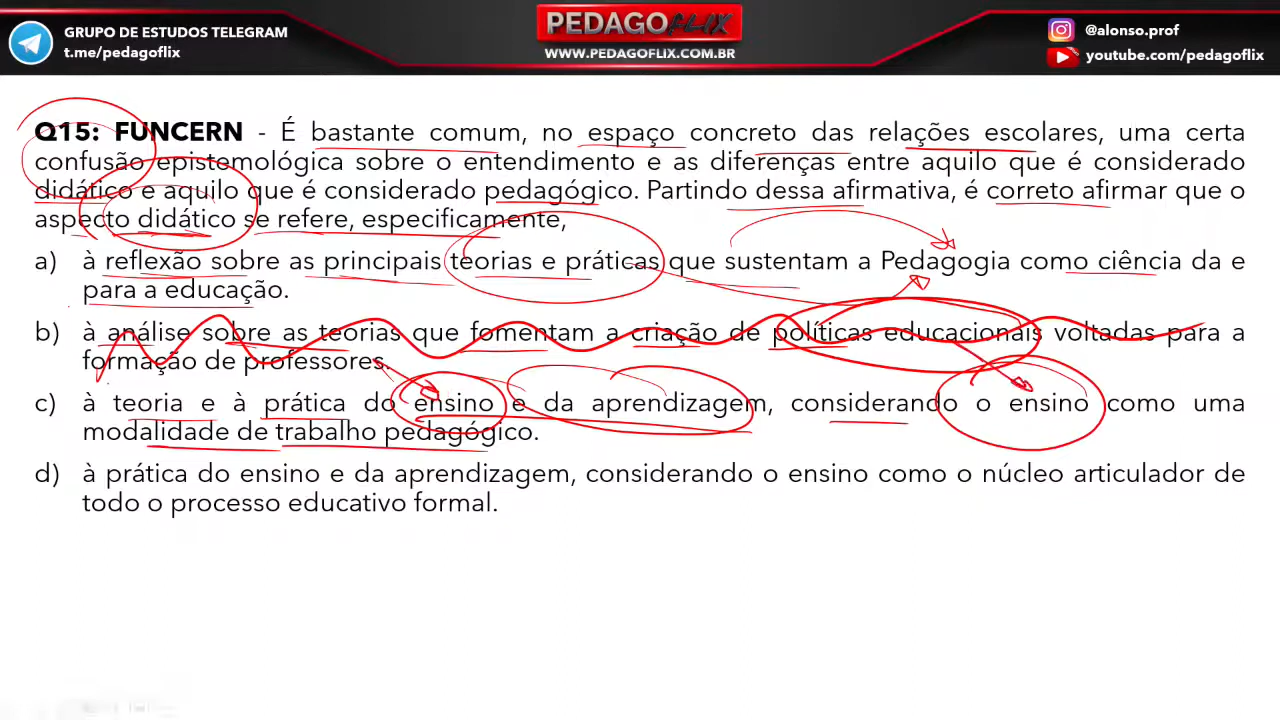 GRUPO DE ESTUDOS TELEGRAM
t.me/pedagoflix
PEDAGOFLIX
WWW.PEDAGOFLIX.COM.BR
@alonso.prof
youtube.com/pedagoflix
Q15: FUNCERN - É bastante comum, no espaço concreto das relações escolares, uma certa
confusão epistemológica sobre o entendimento e as diferenças entre aquilo que é considerado
didático e aquilo que é considerado pedagógico. Partindo dessa afirmativa, é correto afirmar que o
aspecto didático se refere, especificamente,
a) à reflexão sobre as principais teorias e práticas que sustentam a Pedagogia como ciência da e
para a educação.
b) à análise sobre as teorias que fomentam a criação de políticas educacionais voltadas para a
formação de professores.
c) à teoria e à prática do ensino e da aprendizagem, considerando o ensino como uma
modalidade de trabalho pedagógico.
d) à prática do ensino e da aprendizagem, considerando o ensino como o núcleo articulador de
todo o processo educativo formal.